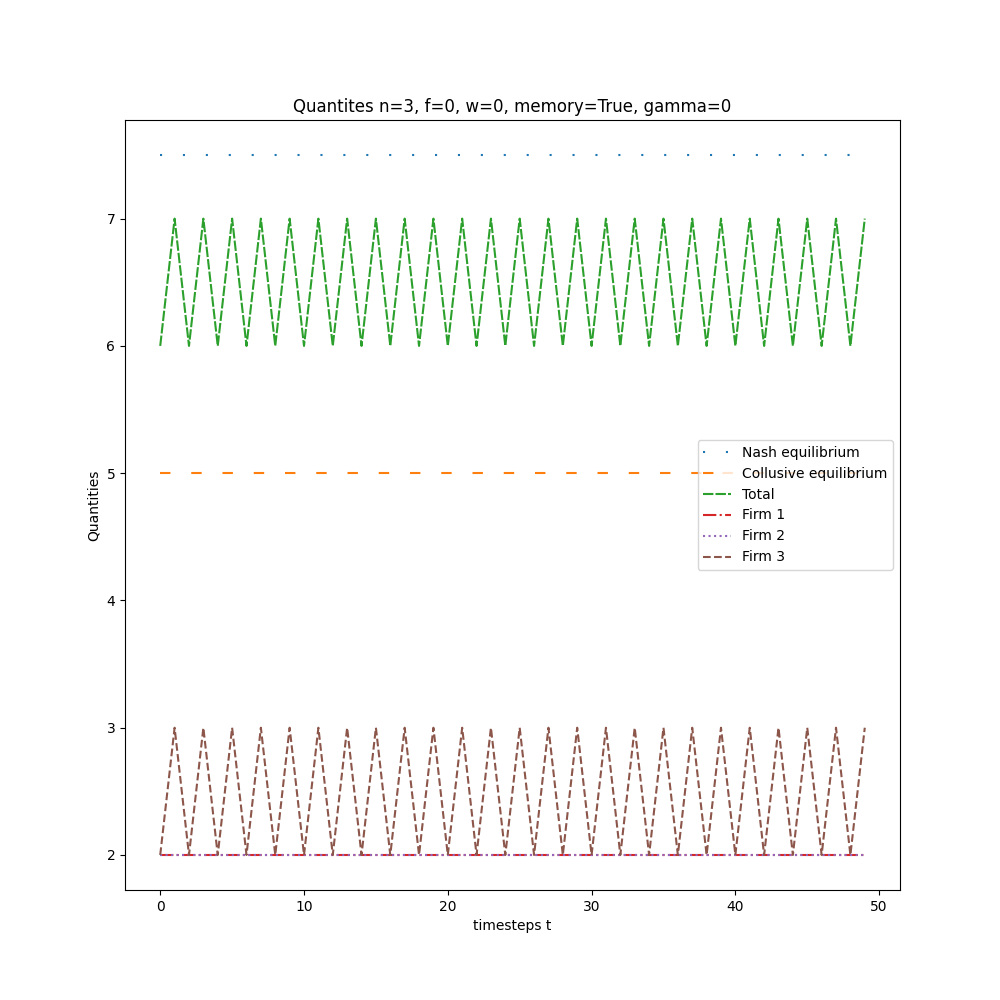 Quantites n=3, f=0, w=0, memory=True, gamma=0
7
6
5
4
3
2
Quantities
Nash equilibrium
Collusive equilibrium
Total
Firm 1
Firm 2
Firm 3
0
10
20
30
40
50
timesteps t